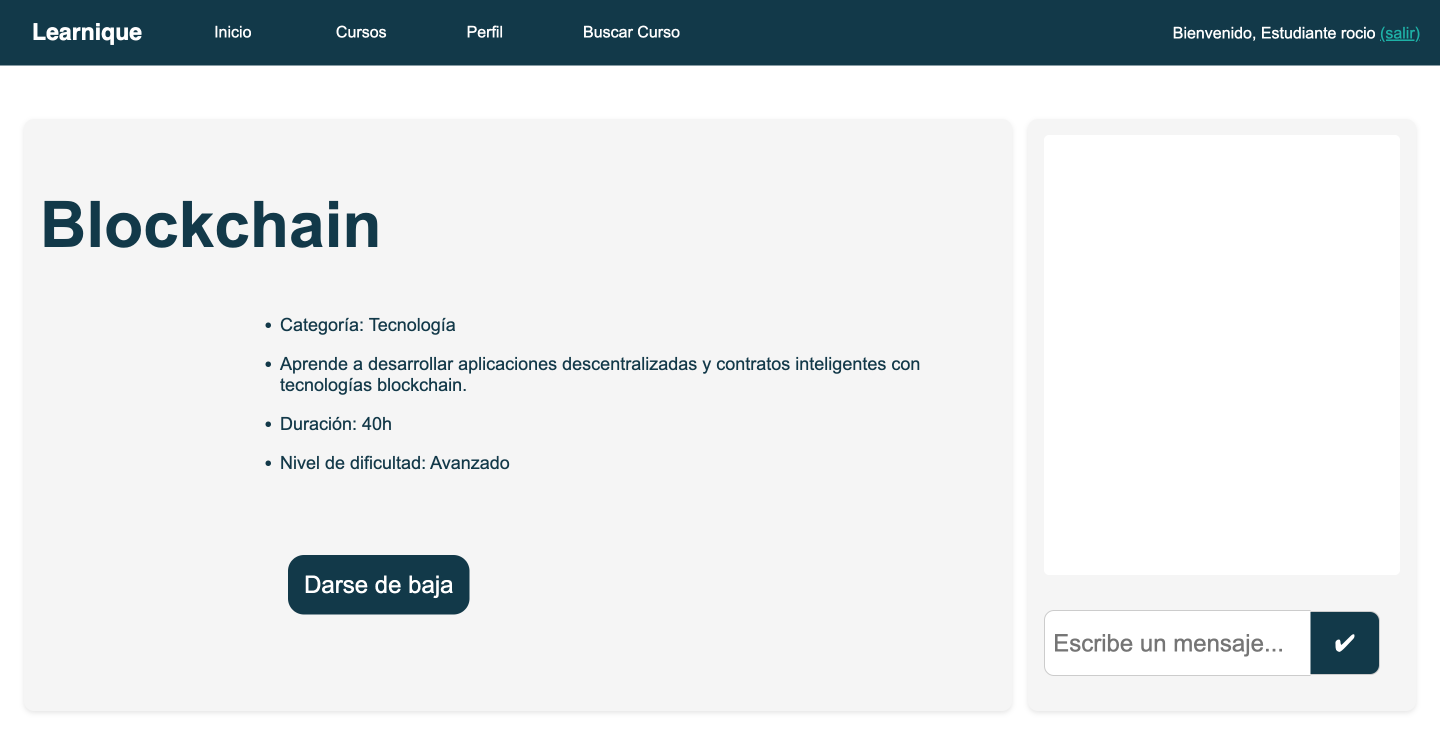 Learnique Inicio Cursos Perfil Buscar Curso Bienvenido, Estudiante rocio (salir)
Blockchain
• Categoría: Tecnología
• Aprende a desarrollar aplicaciones descentralizadas y contratos inteligentes con
tecnologías blockchain.
• Duración: 40h
• Nivel de dificultad: Avanzado
Darse de baja
Escribe un mensaje... ✔